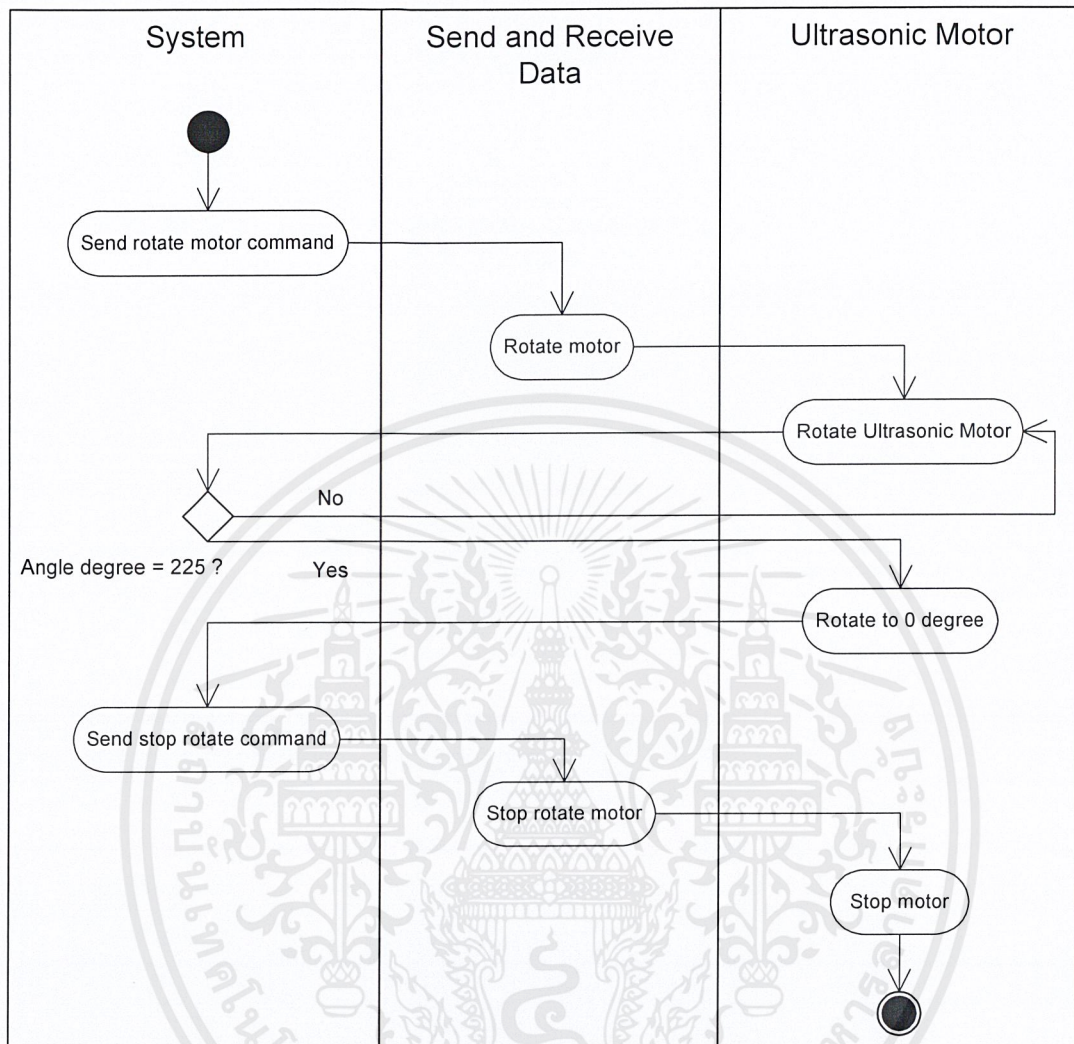 System
Send and Receive
Data
Ultrasonic Motor
Send rotate motor command
Rotate motor
Rotate Ultrasonic Motor
No
Angle degree = 225 ?
Yes
Rotate to 0 degree
Send stop rotate command
Stop rotate motor
Stop motor